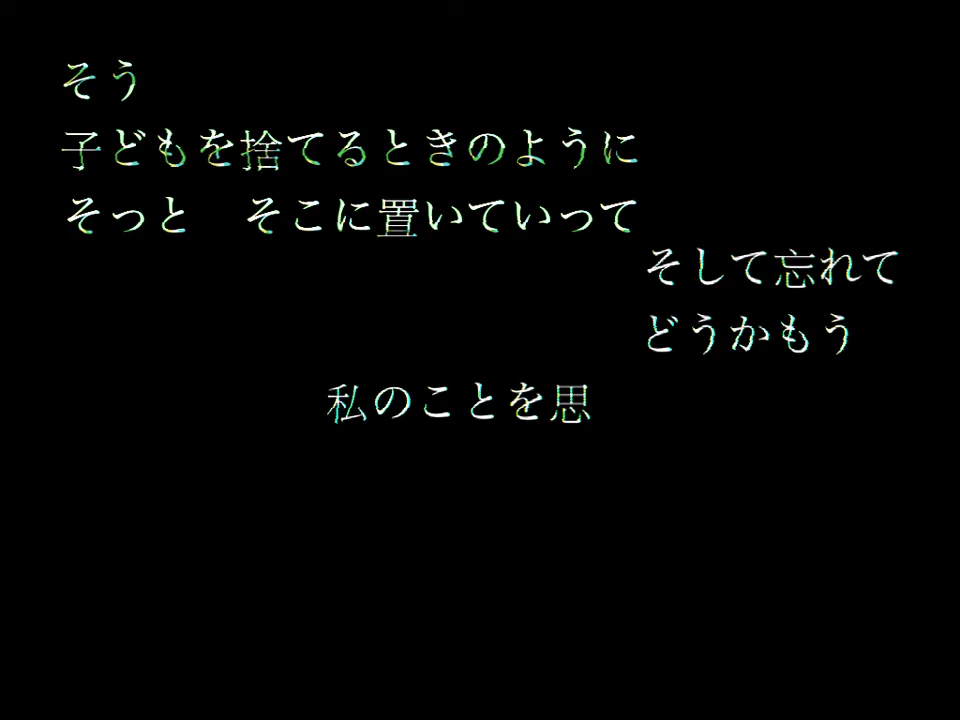 そう
子どもを捨てるときのように
そっと　そこに置いていって
そして忘れて
どうかもう
私のことを思